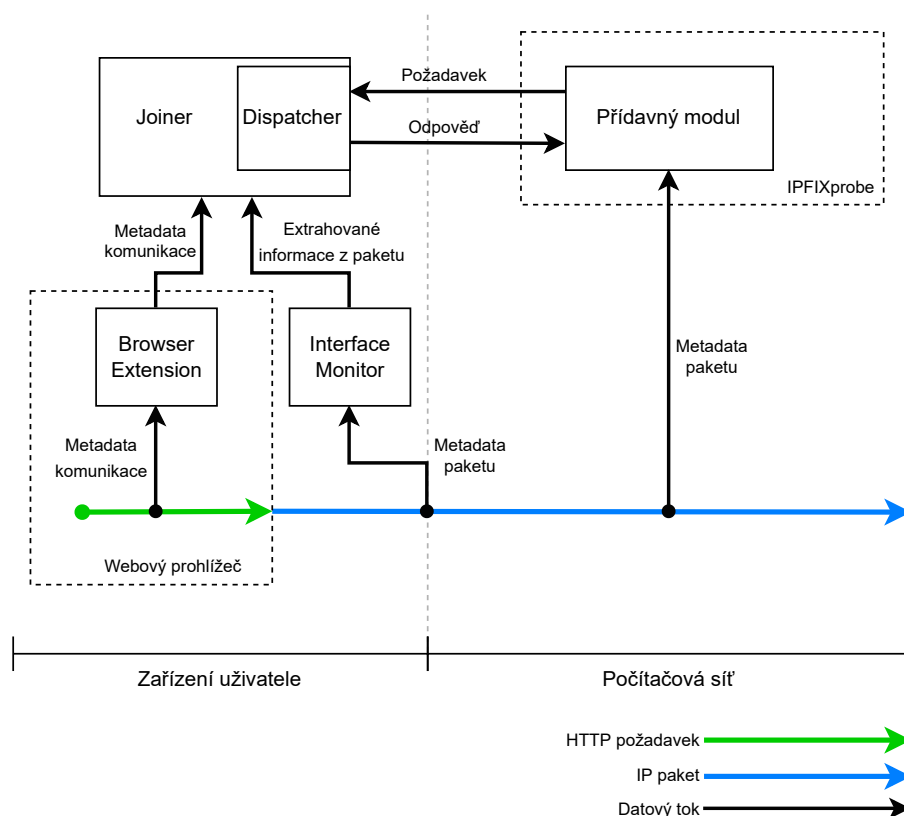 Joiner
Dispatcher
Požadavek
Odpověď
Přídavný modul
IPFIXprobe
Metadata
komunikace
Extrahované
informace z paketu
Browser
Extension
Interface
Monitor
Metadata
paketu
Metadata
komunikace
Metadata
paketu
Webový prohlížeč
Zařízení uživatele
Počítačová síť
HTTP požadavek
IP paket
Datový tok